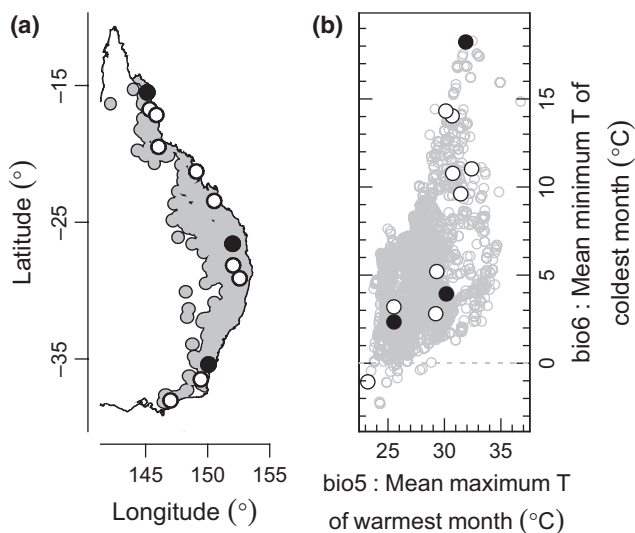 (a)
−15
−25
−35
Latitude (°)
145 150 155
Longitude (°)
(b)
15
10
5
0
bio6 : Mean minimum T of
coldest month (°C)
25 30 35
bio5 : Mean maximum T
of warmest month (°C)